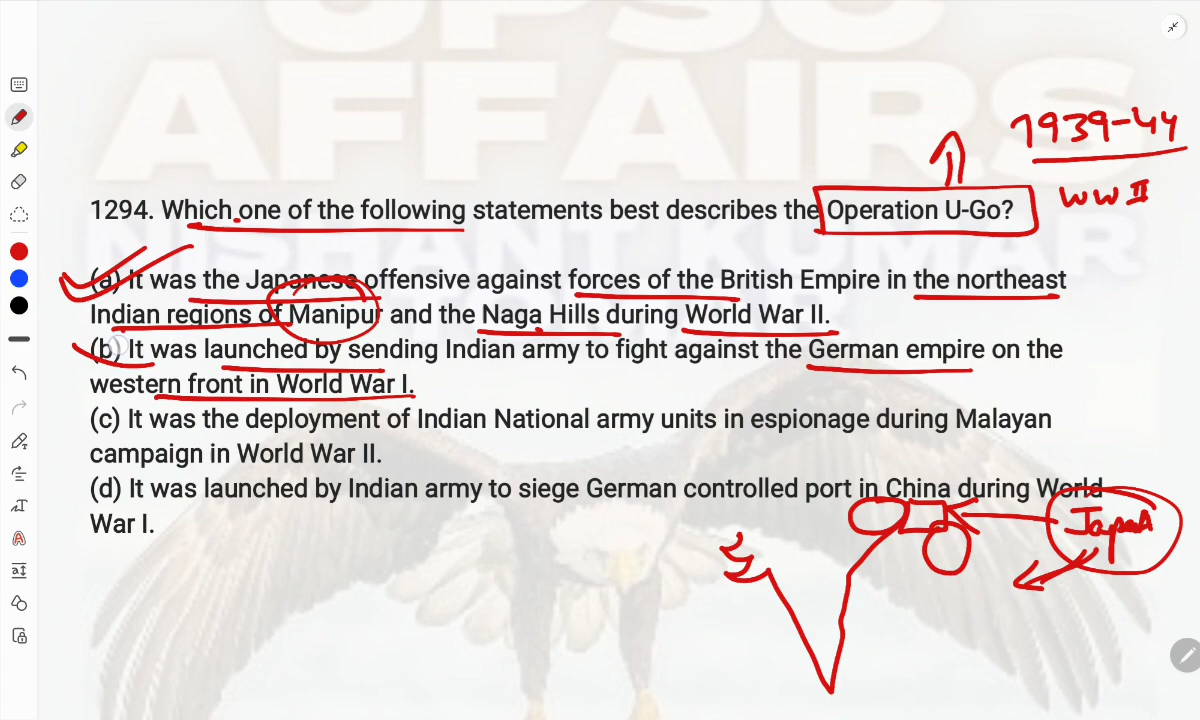 UPSC
AFFAIRS
NISHANT KUMAR
1939-44
WW II
1294. Which one of the following statements best describes the Operation U-Go?
(a) It was the Japanese offensive against forces of the British Empire in the northeast
Indian regions of Manipur and the Naga Hills during World War II.
(b) It was launched by sending Indian army to fight against the German empire on the
western front in World War I.
(c) It was the deployment of Indian National army units in espionage during Malayan
campaign in World War II.
(d) It was launched by Indian army to siege German controlled port in China during World
War I.
Japan